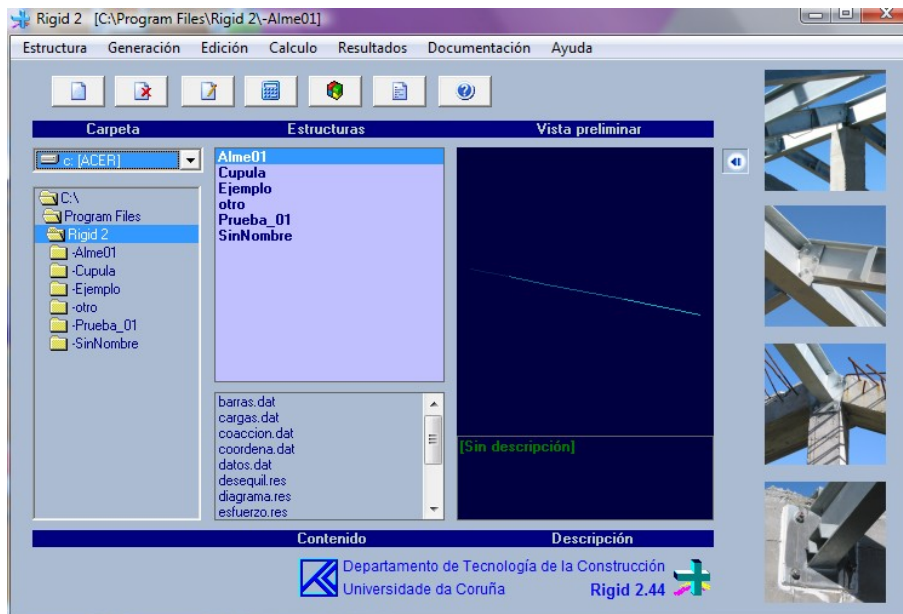 Rigid 2 [C:\Program Files\Rigid 2\-Alme01]
Estructura Generación Edición Calculo Resultados Documentación Ayuda
Carpeta Estructuras Vista preliminar
c: [ACER]
C:\
Program Files
Rigid 2
-Alme01
-Cupula
-Ejemplo
-otro
-Prueba_01
-SinNombre
Alme01
Cupula
Ejemplo
otro
Prueba_01
SinNombre
barras.dat
cargas.dat
coaccion.dat
coordena.dat
datos.dat
desequil.res
diagrama.res
esfuerzo.res
[Sin descripción]
Contenido Descripción
Departamento de Tecnología de la Construcción
Universidade da Coruña Rigid 2.44